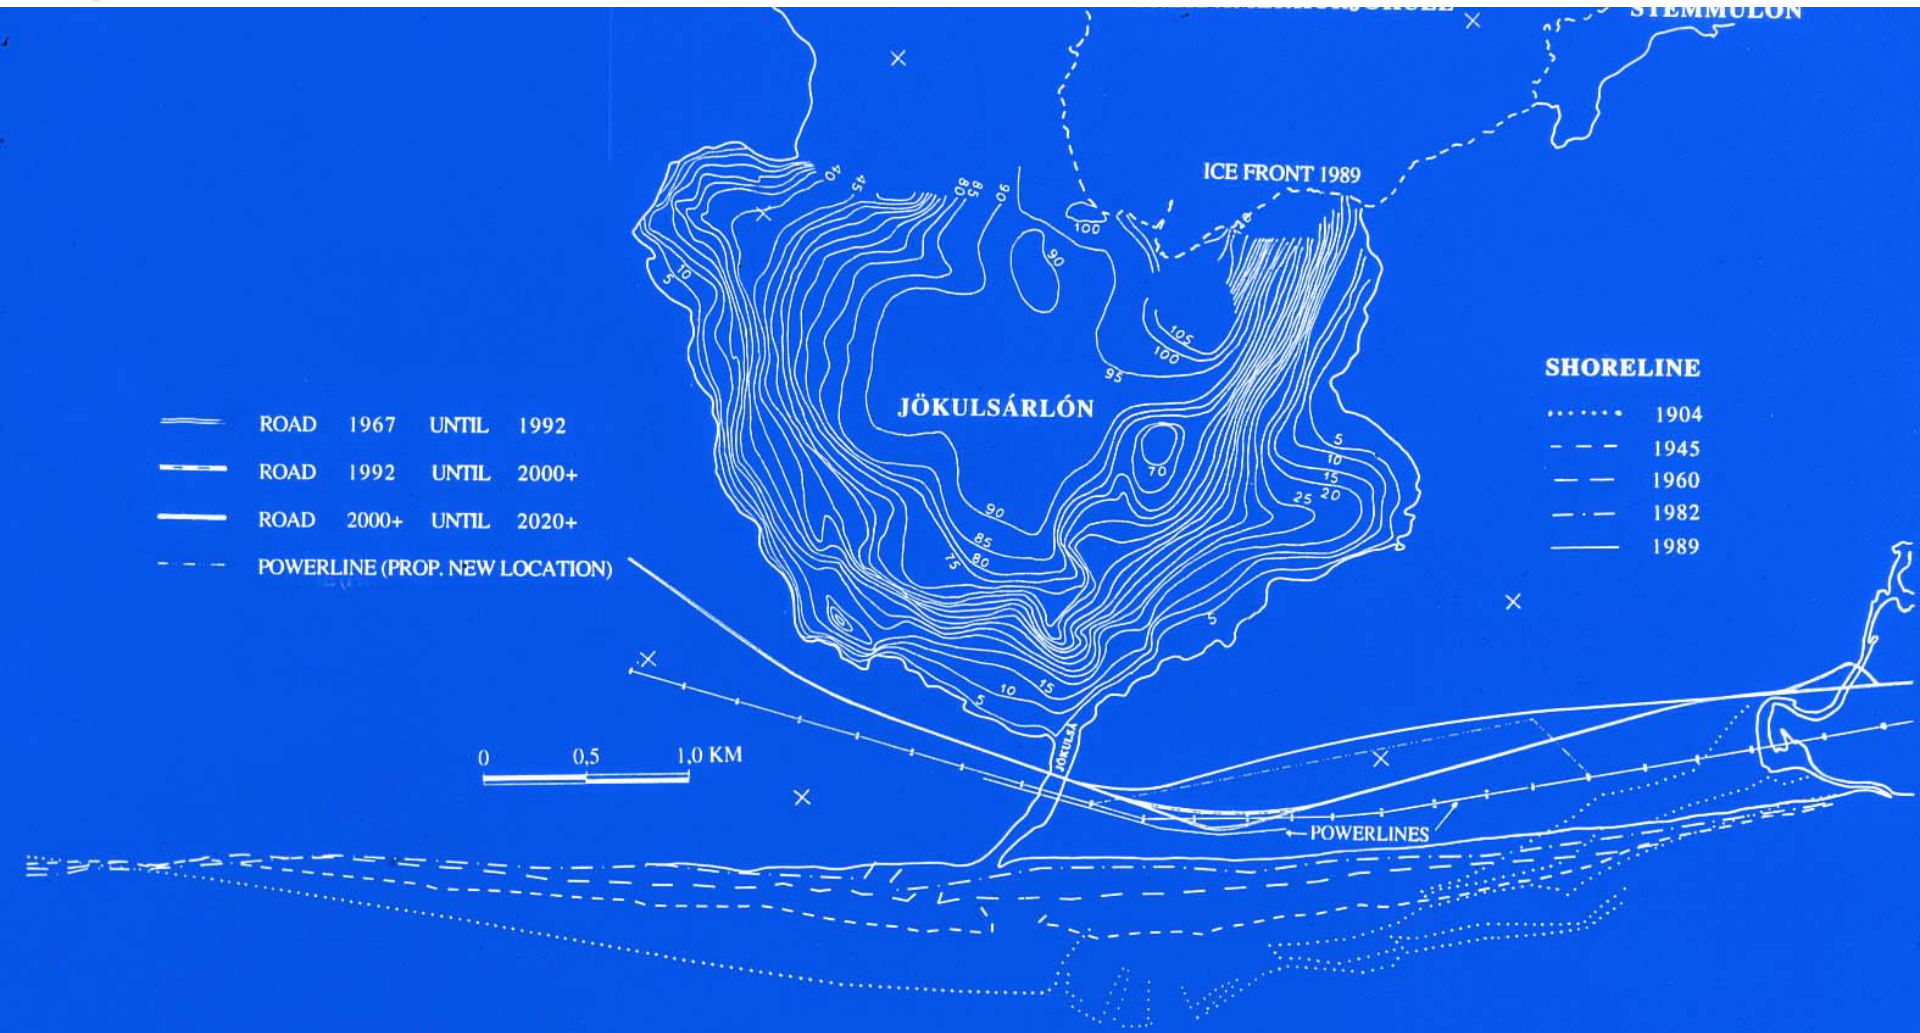 STEMMULÓN
ICE FRONT 1989
40
45
80
85
90
100
90
10
5
105
100
95
JÖKULSÁRLÓN
70
5
10
15
20
25
90
85
80
75
5
15
10
5
JÖKULSÁ
ROAD 1967 UNTIL 1992
ROAD 1992 UNTIL 2000+
ROAD 2000+ UNTIL 2020+
POWERLINE (PROP. NEW LOCATION)
SHORELINE
1904
1945
1960
1982
1989
0 0,5 1,0 KM
POWERLINES